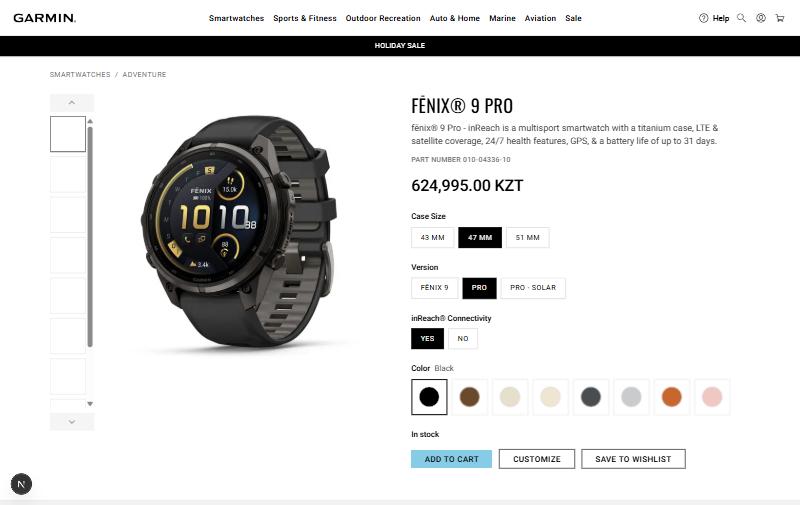 GARMIN.
Smartwatches Sports & Fitness Outdoor Recreation Auto & Home Marine Aviation Sale
Help
HOLIDAY SALE
SMARTWATCHES / ADVENTURE
FĒNIX® 9 PRO
fēnix® 9 Pro - inReach is a multisport smartwatch with a titanium case, LTE &
satellite coverage, 24/7 health features, GPS, & a battery life of up to 31 days.
PART NUMBER 010-04336-10
624,995.00 KZT
Case Size
43 MM 47 MM 51 MM
Version
FĒNIX 9 PRO PRO - SOLAR
inReach® Connectivity
YES NO
Color Black
In stock
ADD TO CART CUSTOMIZE SAVE TO WISHLIST
FĒNIX
100%
15.0k
10 10
38
88
3.4k
GARMIN
N